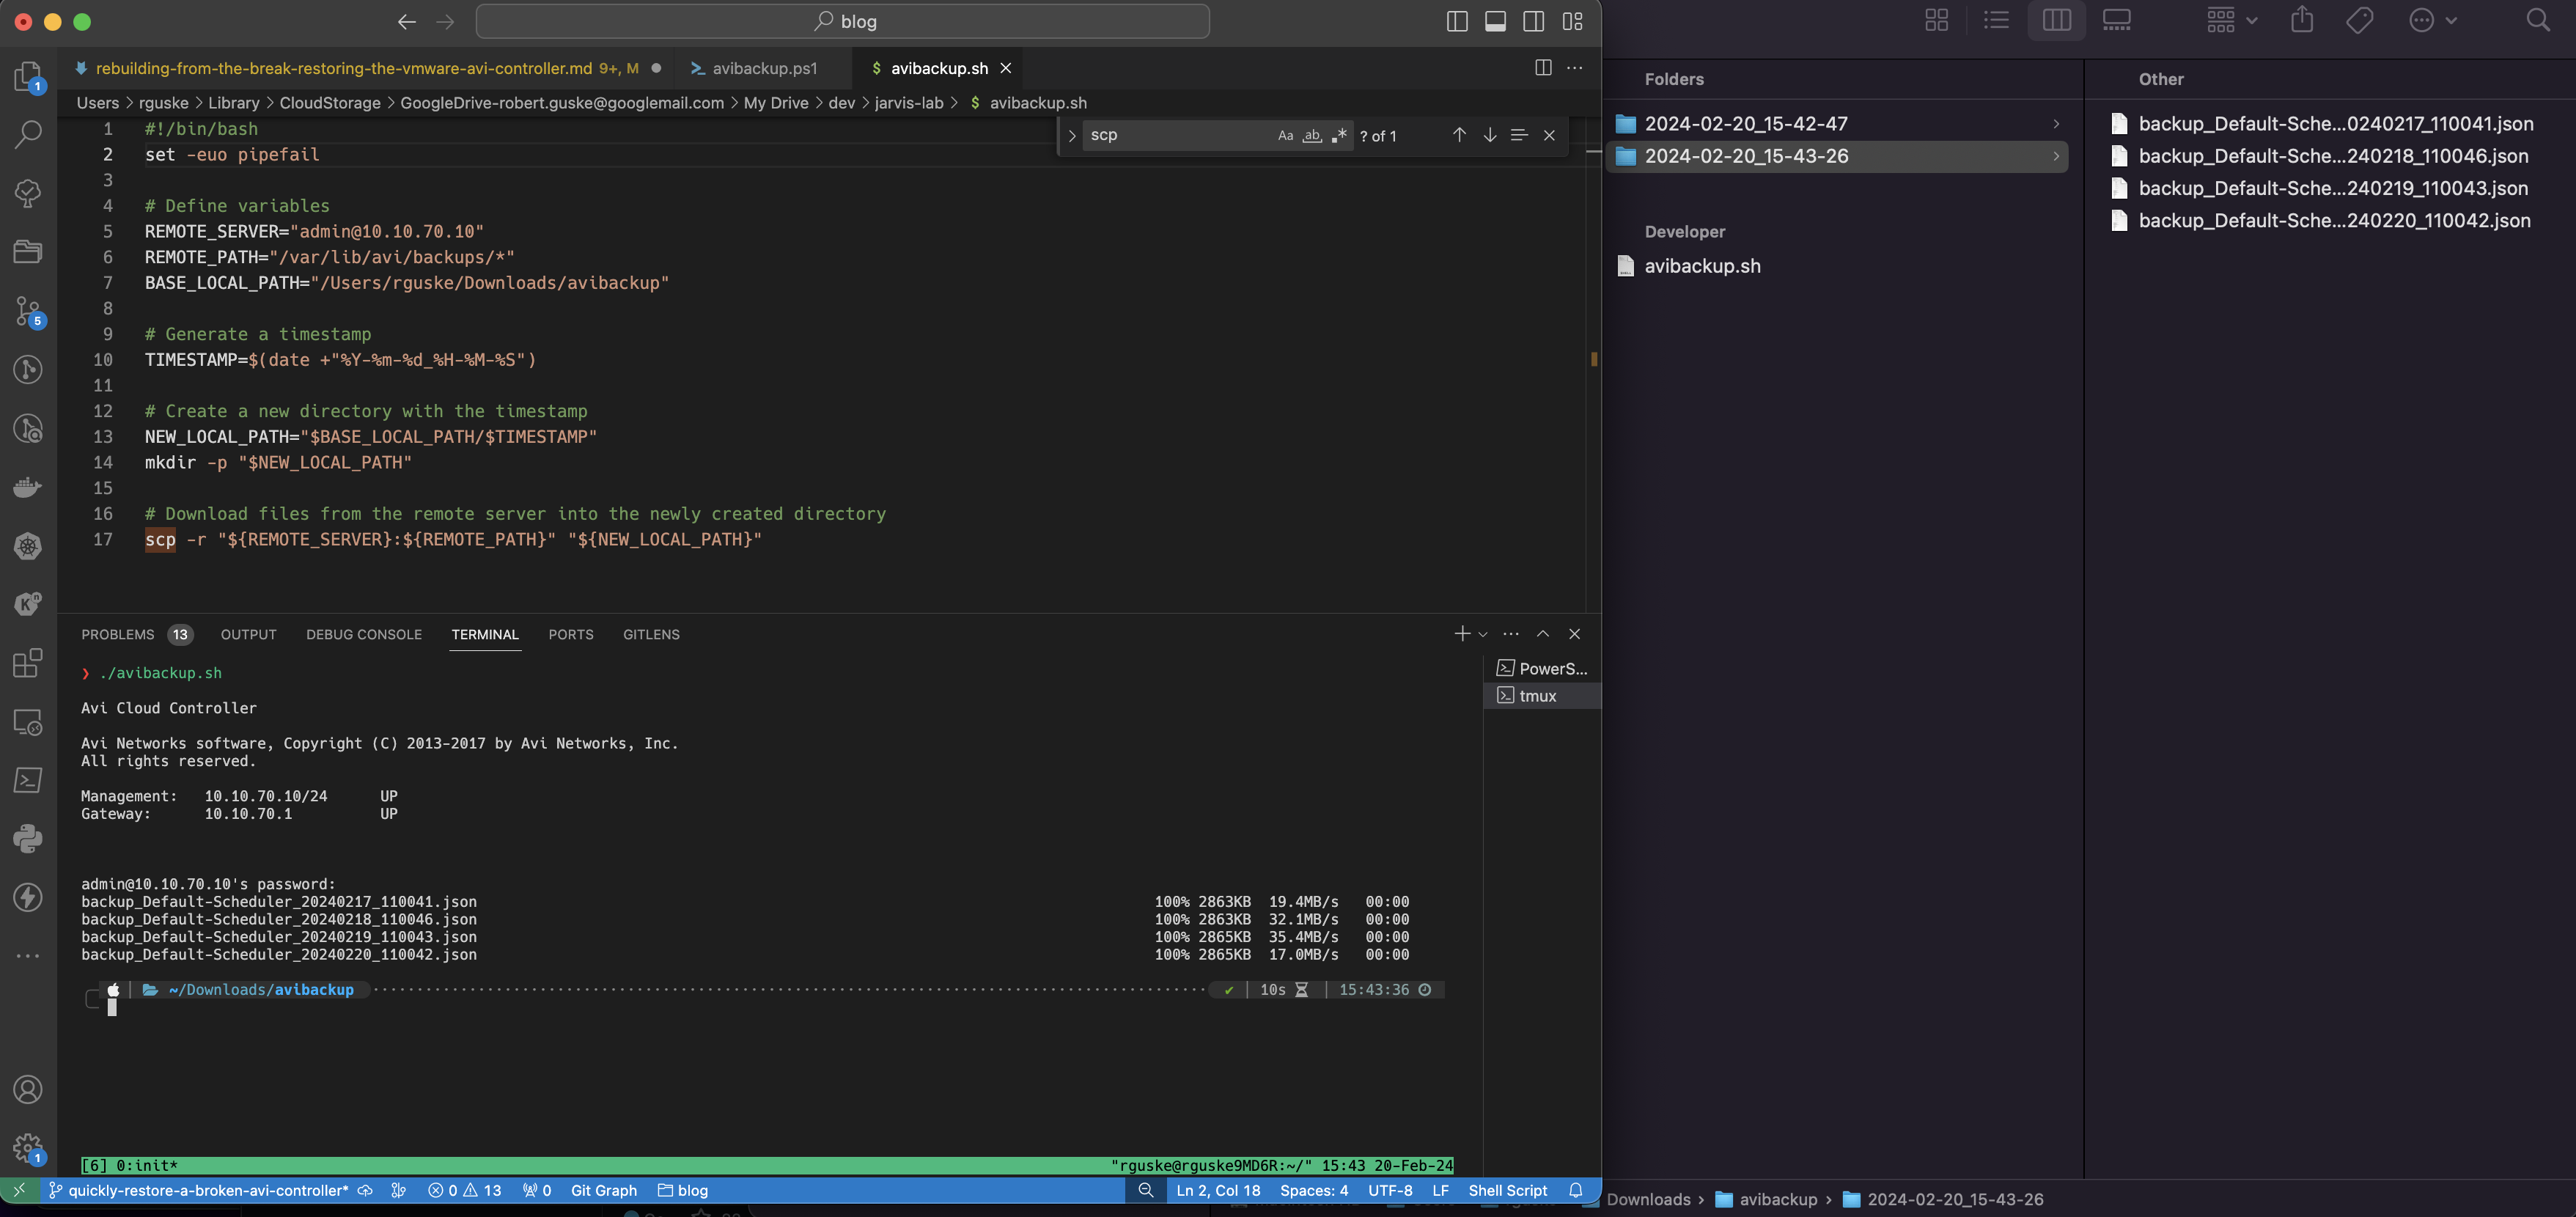 blog
rebuilding-from-the-break-restoring-the-vmware-avi-controller.md 9+, M
avibackup.ps1
$ avibackup.sh
Users > rguske > Library > CloudStorage > GoogleDrive-robert.guske@googlemail.com > My Drive > dev > jarvis-lab > $ avibackup.sh
scp
Aa ab, .* ? of 1
1 #!/bin/bash
2 set -euo pipefail
3
4 # Define variables
5 REMOTE_SERVER="admin@10.10.70.10"
6 REMOTE_PATH="/var/lib/avi/backups/*"
7 BASE_LOCAL_PATH="/Users/rguske/Downloads/avibackup"
8
9 # Generate a timestamp
10 TIMESTAMP=$(date +"%Y-%m-%d_%H-%M-%S")
11
12 # Create a new directory with the timestamp
13 NEW_LOCAL_PATH="$BASE_LOCAL_PATH/$TIMESTAMP"
14 mkdir -p "$NEW_LOCAL_PATH"
15
16 # Download files from the remote server into the newly created directory
17 scp -r "${REMOTE_SERVER}:${REMOTE_PATH}" "${NEW_LOCAL_PATH}"
1
5
PROBLEMS 13 OUTPUT DEBUG CONSOLE TERMINAL PORTS GITLENS
PowerS...
tmux
❯ ./avibackup.sh
Avi Cloud Controller
Avi Networks software, Copyright (C) 2013-2017 by Avi Networks, Inc.
All rights reserved.
Management: 10.10.70.10/24 UP
Gateway: 10.10.70.1 UP
admin@10.10.70.10's password:
backup_Default-Scheduler_20240217_110041.json 100% 2863KB 19.4MB/s 00:00
backup_Default-Scheduler_20240218_110046.json 100% 2863KB 32.1MB/s 00:00
backup_Default-Scheduler_20240219_110043.json 100% 2865KB 35.4MB/s 00:00
backup_Default-Scheduler_20240220_110042.json 100% 2865KB 17.0MB/s 00:00
~/Downloads/avibackup ✔ | 10s | 15:43:36
1
[6] 0:init* "rguske@rguske9MD6R:~/" 15:43 20-Feb-24
quickly-restore-a-broken-avi-controller* 0 13 0 Git Graph blog Ln 2, Col 18 Spaces: 4 UTF-8 LF Shell Script
Folders
2024-02-20_15-42-47
2024-02-20_15-43-26
Developer
avibackup.sh
Other
backup_Default-Sche...0240217_110041.json
backup_Default-Sche...240218_110046.json
backup_Default-Sche...240219_110043.json
backup_Default-Sche...240220_110042.json
Downloads > avibackup > 2024-02-20_15-43-26